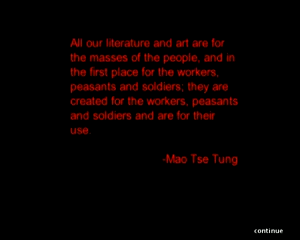 All our literature and art are for
the masses of the people, and in
the first place for the workers,
peasants and soldiers; they are
created for the workers, peasants
and soldiers and are for their
use
-Mao Tse Tung
continue